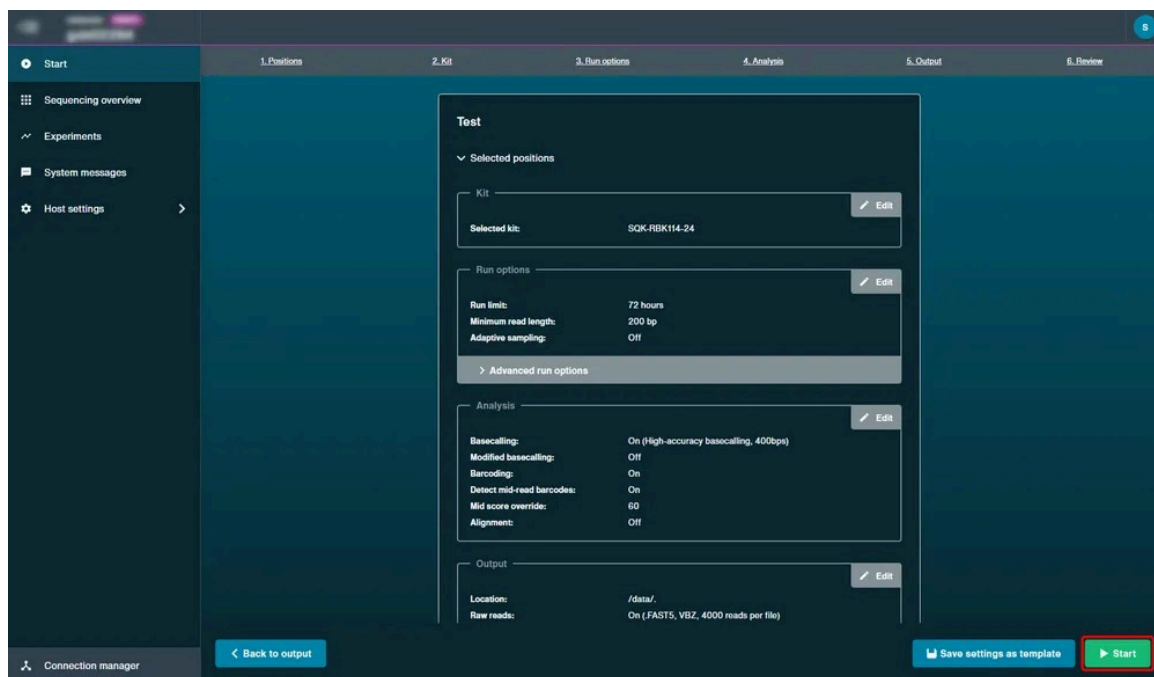 S
Start
1. Positions
2. Kit
3. Run options
4. Analysis
5. Output
6. Review
Sequencing overview
Experiments
System messages
Host settings
Test
Selected positions
Kit
Edit
Selected kit: SQK-RBK114-24
Run options
Edit
Run limit: 72 hours
Minimum read length: 200 bp
Adaptive sampling: Off
Advanced run options
Analysis
Edit
Basecalling: On (High-accuracy basecalling, 400bps)
Modified basecalling: Off
Barcoding: On
Detect mid-read barcodes: On
Mid score override: 60
Alignment: Off
Output
Edit
Location: /data/.
Raw reads: On (.FAST5, VBZ, 4000 reads per file)
Connection manager
Back to output
Save settings as template
Start